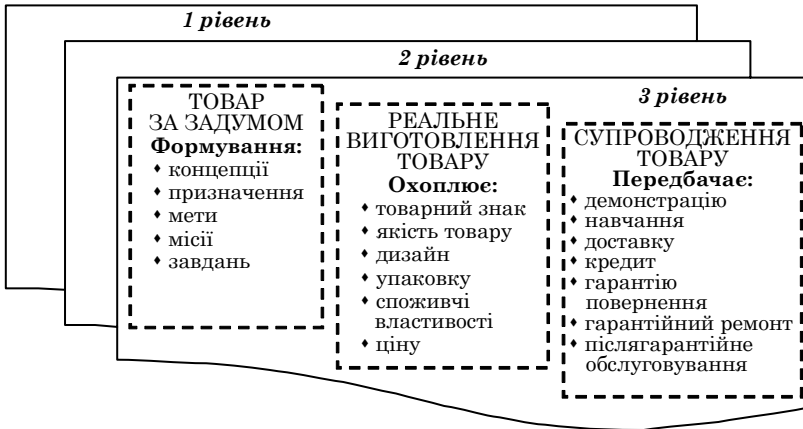 1 рівень
2 рівень
3 рівень
ТОВАР
ЗА ЗАДУМОМ
Формування:
♦ концепції
♦ призначення
♦ мети
♦ місії
♦ завдань
РЕАЛЬНЕ
ВИГОТОВЛЕННЯ
ТОВАРУ
Охоплює:
♦ товарний знак
♦ якість товару
♦ дизайн
♦ упаковку
♦ споживчі
властивості
♦ ціну
СУПРОВОДЖЕННЯ
ТОВАРУ
Передбачає:
♦ демонстрацію
♦ навчання
♦ доставку
♦ кредит
♦ гарантію
повернення
♦ гарантійний ремонт
♦ післягарантійне
обслуговування